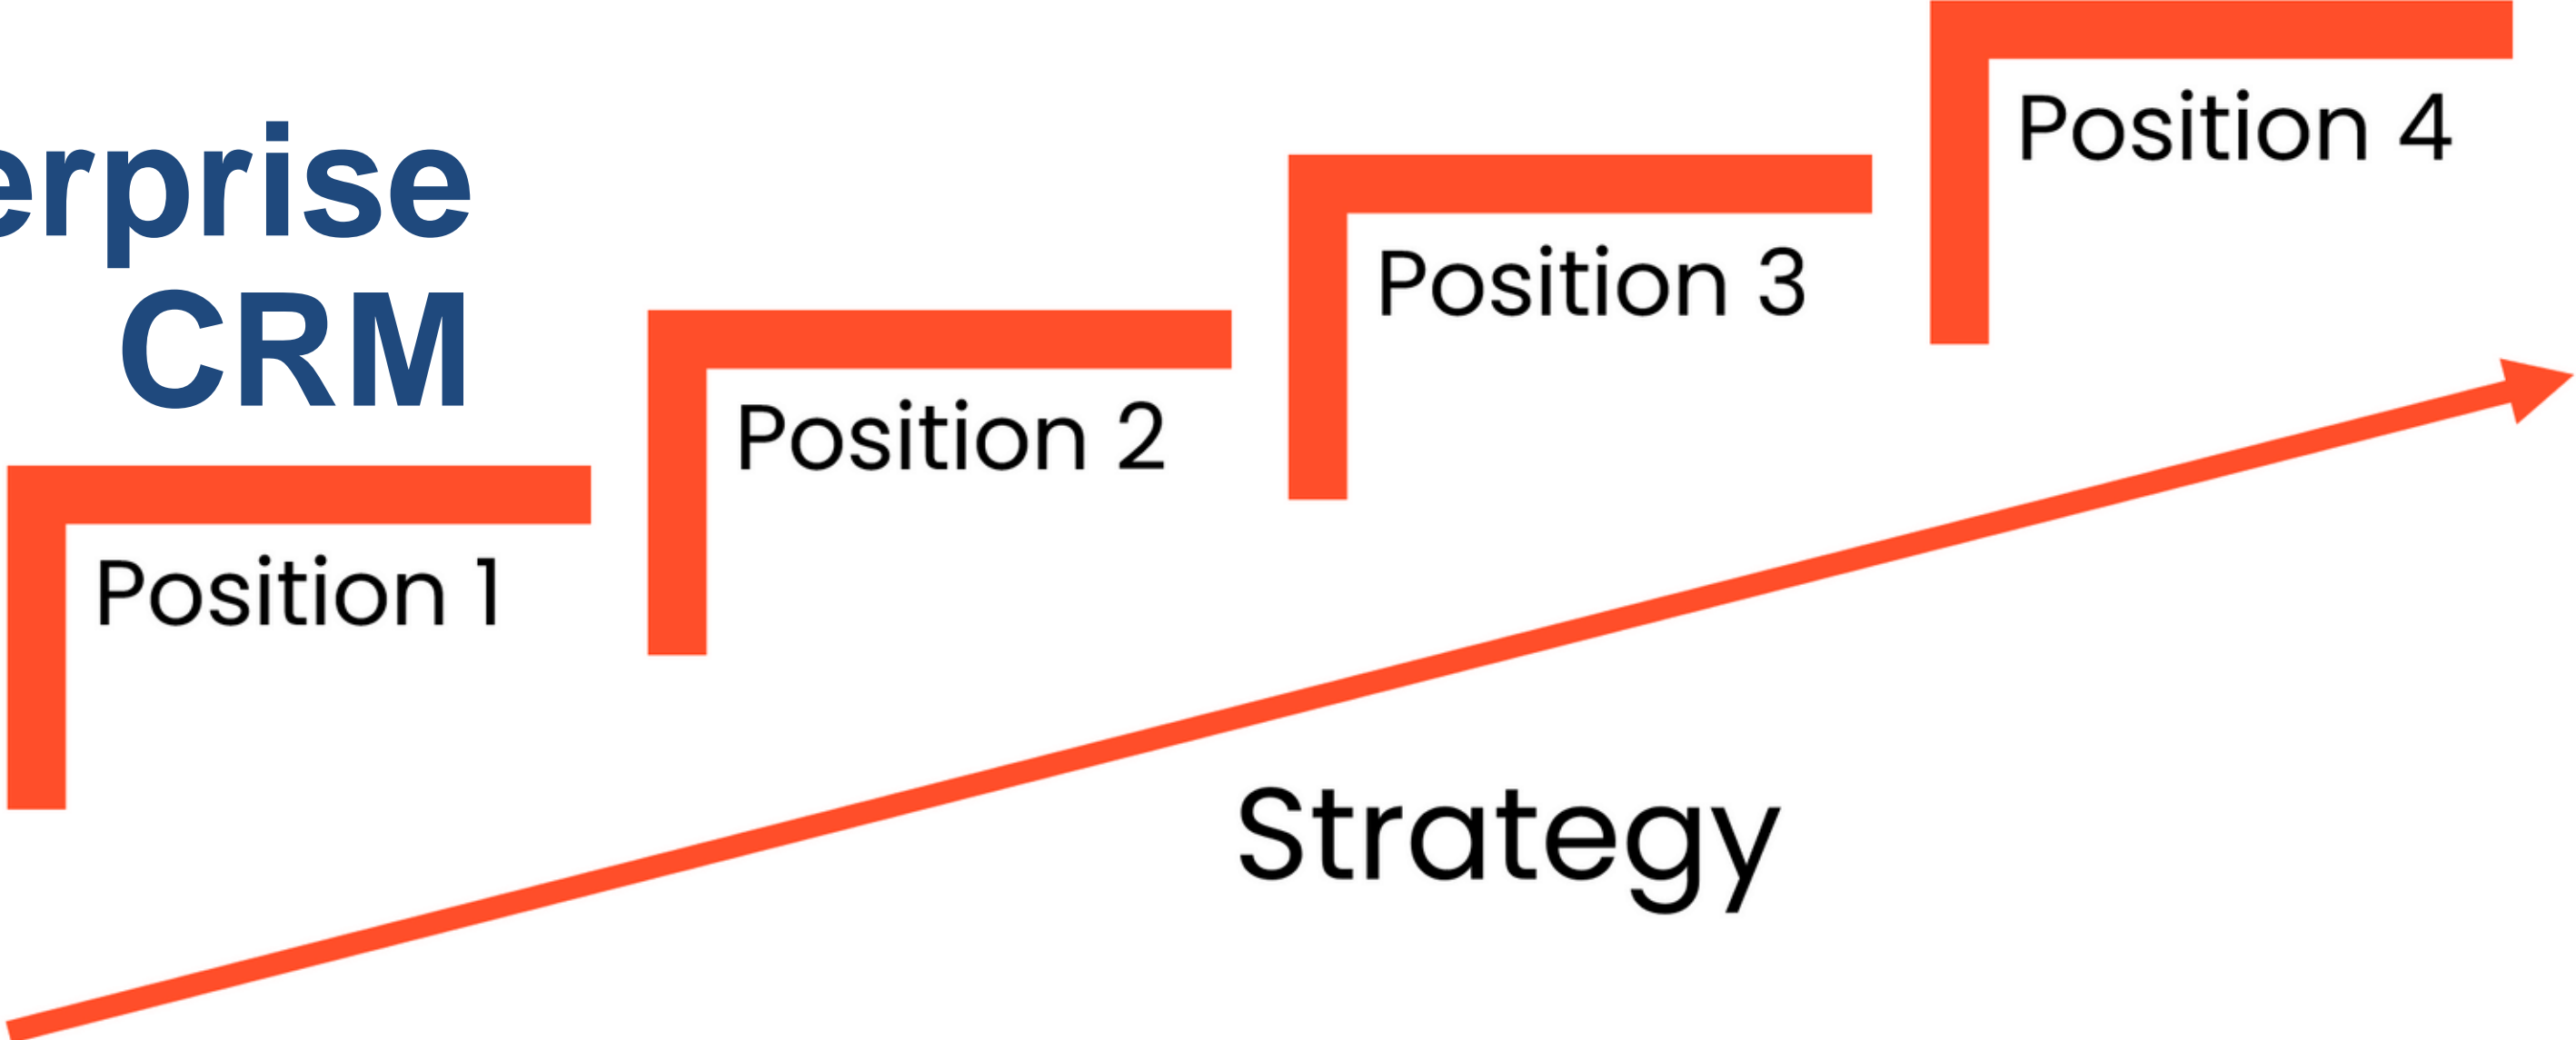 erprise
CRM
Position 1
Position 2
Position 3
Position 4
Strategy